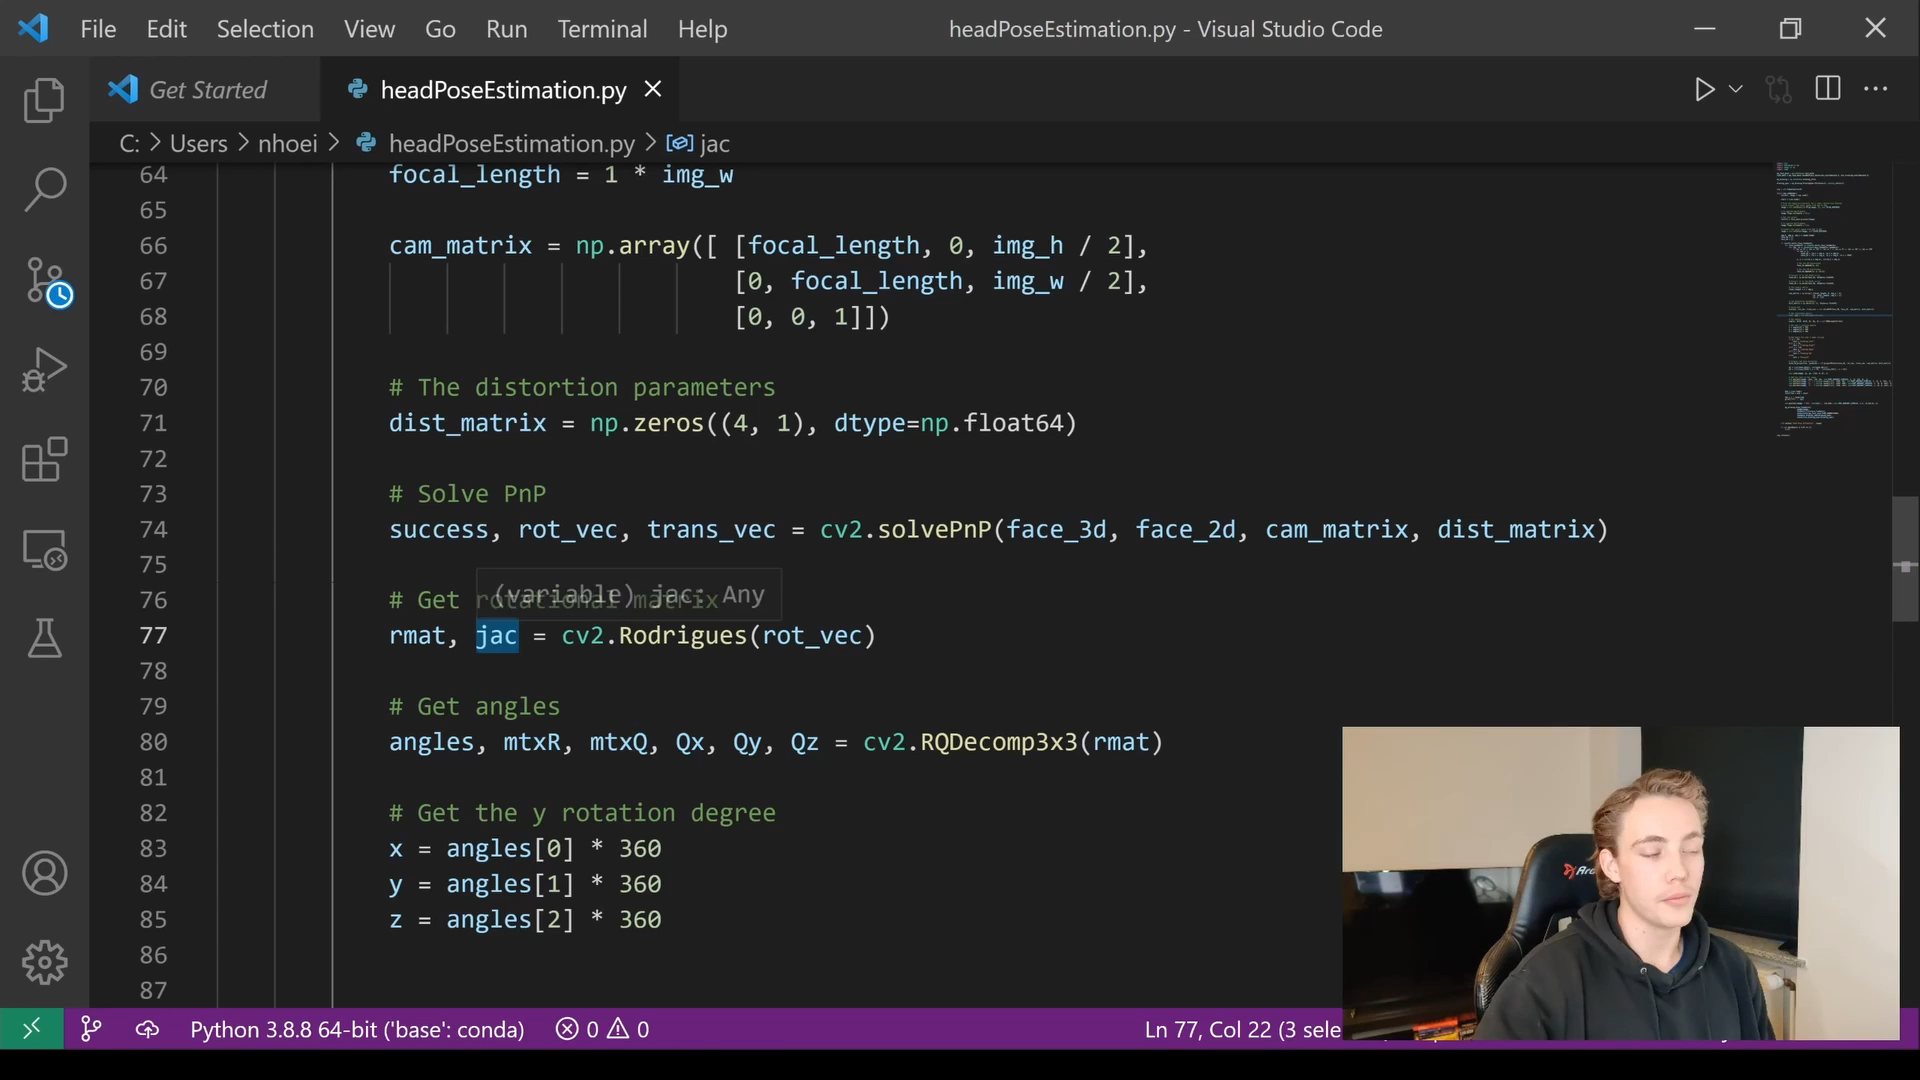 File Edit Selection View Go Run Terminal Help headPoseEstimation.py - Visual Studio Code
Get Started headPoseEstimation.py
C: > Users > nhoei > headPoseEstimation.py > jac
64 focal_length = 1 * img_w
65
66 cam_matrix = np.array([ [focal_length, 0, img_h / 2],
67 [0, focal_length, img_w / 2],
68 [0, 0, 1]])
69
70 # The distortion parameters
71 dist_matrix = np.zeros((4, 1), dtype=np.float64)
72
73 # Solve PnP
74 success, rot_vec, trans_vec = cv2.solvePnP(face_3d, face_2d, cam_matrix, dist_matrix)
75
(variable) jac: Any
76 # Get rotational matrix
77 rmat, jac = cv2.Rodrigues(rot_vec)
78
79 # Get angles
80 angles, mtxR, mtxQ, Qx, Qy, Qz = cv2.RQDecomp3x3(rmat)
81
82 # Get the y rotation degree
83 x = angles[0] * 360
84 y = angles[1] * 360
85 z = angles[2] * 360
86
87
Python 3.8.8 64-bit ('base': conda) 0 0 Ln 77, Col 22 (3 sele